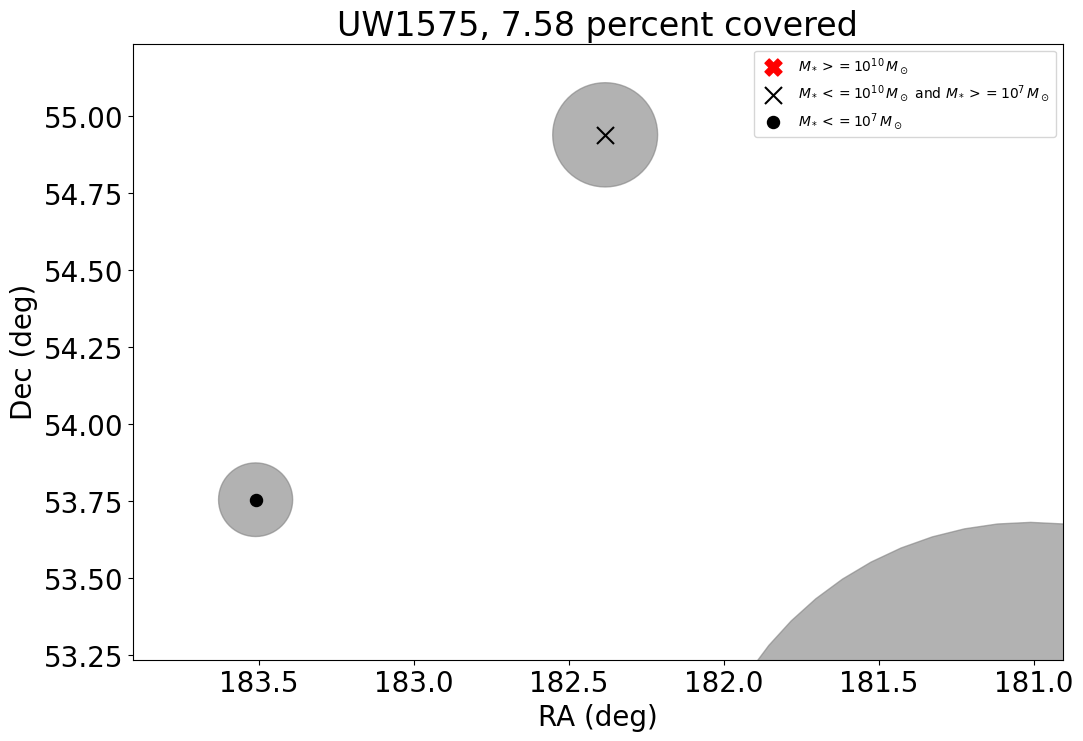 UW1575, 7.58 percent covered
M* >= 10^10 M⊙
M* <= 10^10 M⊙ and M* >= 10^7 M⊙
M* <= 10^7 M⊙
55.00
54.75
54.50
54.25
54.00
53.75
53.50
53.25
Dec (deg)
183.5 183.0 182.5 182.0 181.5 181.0
RA (deg)